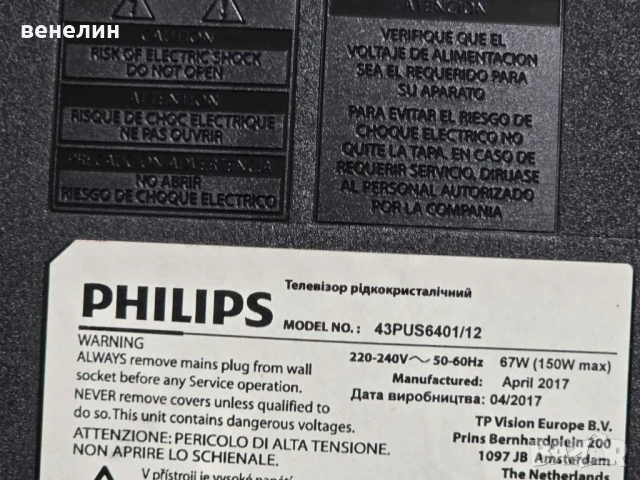 венелин
CAUTION
RISK OF ELECTRIC SHOCK
DO NOT OPEN
ATTENTION
RISQUE DE CHOC ELECTRIQUE
NE PAS OUVRIR
PRECAUCION ADVERTENCIA
NO ABRIR
RIESGO DE CHOQUE ELECTRICO
ATENCION
VERIFIQUE QUE EL
VOLTAJE DE ALIMENTACION
SEA EL REQUERIDO PARA
SU APARATO
PARA EVITAR EL RIESGO DE
CHOQUE ELECTRICO NO
QUITE LA TAPA. EN CASO DE
REQUERIR SERVICIO, DIRIJASE
AL PERSONAL AUTORIZADO
POR LA COMPANIA
PHILIPS
Телевізор рідкокристалічний
MODEL NO.: 43PUS6401/12
WARNING
ALWAYS remove mains plug from wall
socket before any Service operation.
NEVER remove covers unless qualified to
do so. This unit contains dangerous voltages.
ATTENZIONE: PERICOLO DI ALTA TENSIONE.
NON APRIRE LO SCHIENALE.
V přístroji je vysoké napětí
220-240V~ 50-60Hz 67W (150W max)
Manufactured: April 2017
Дата виробництва: 04/2017
TP Vision Europe B.V.
Prins Bernhardplein 200
1097 JB Amsterdam
The Netherlands